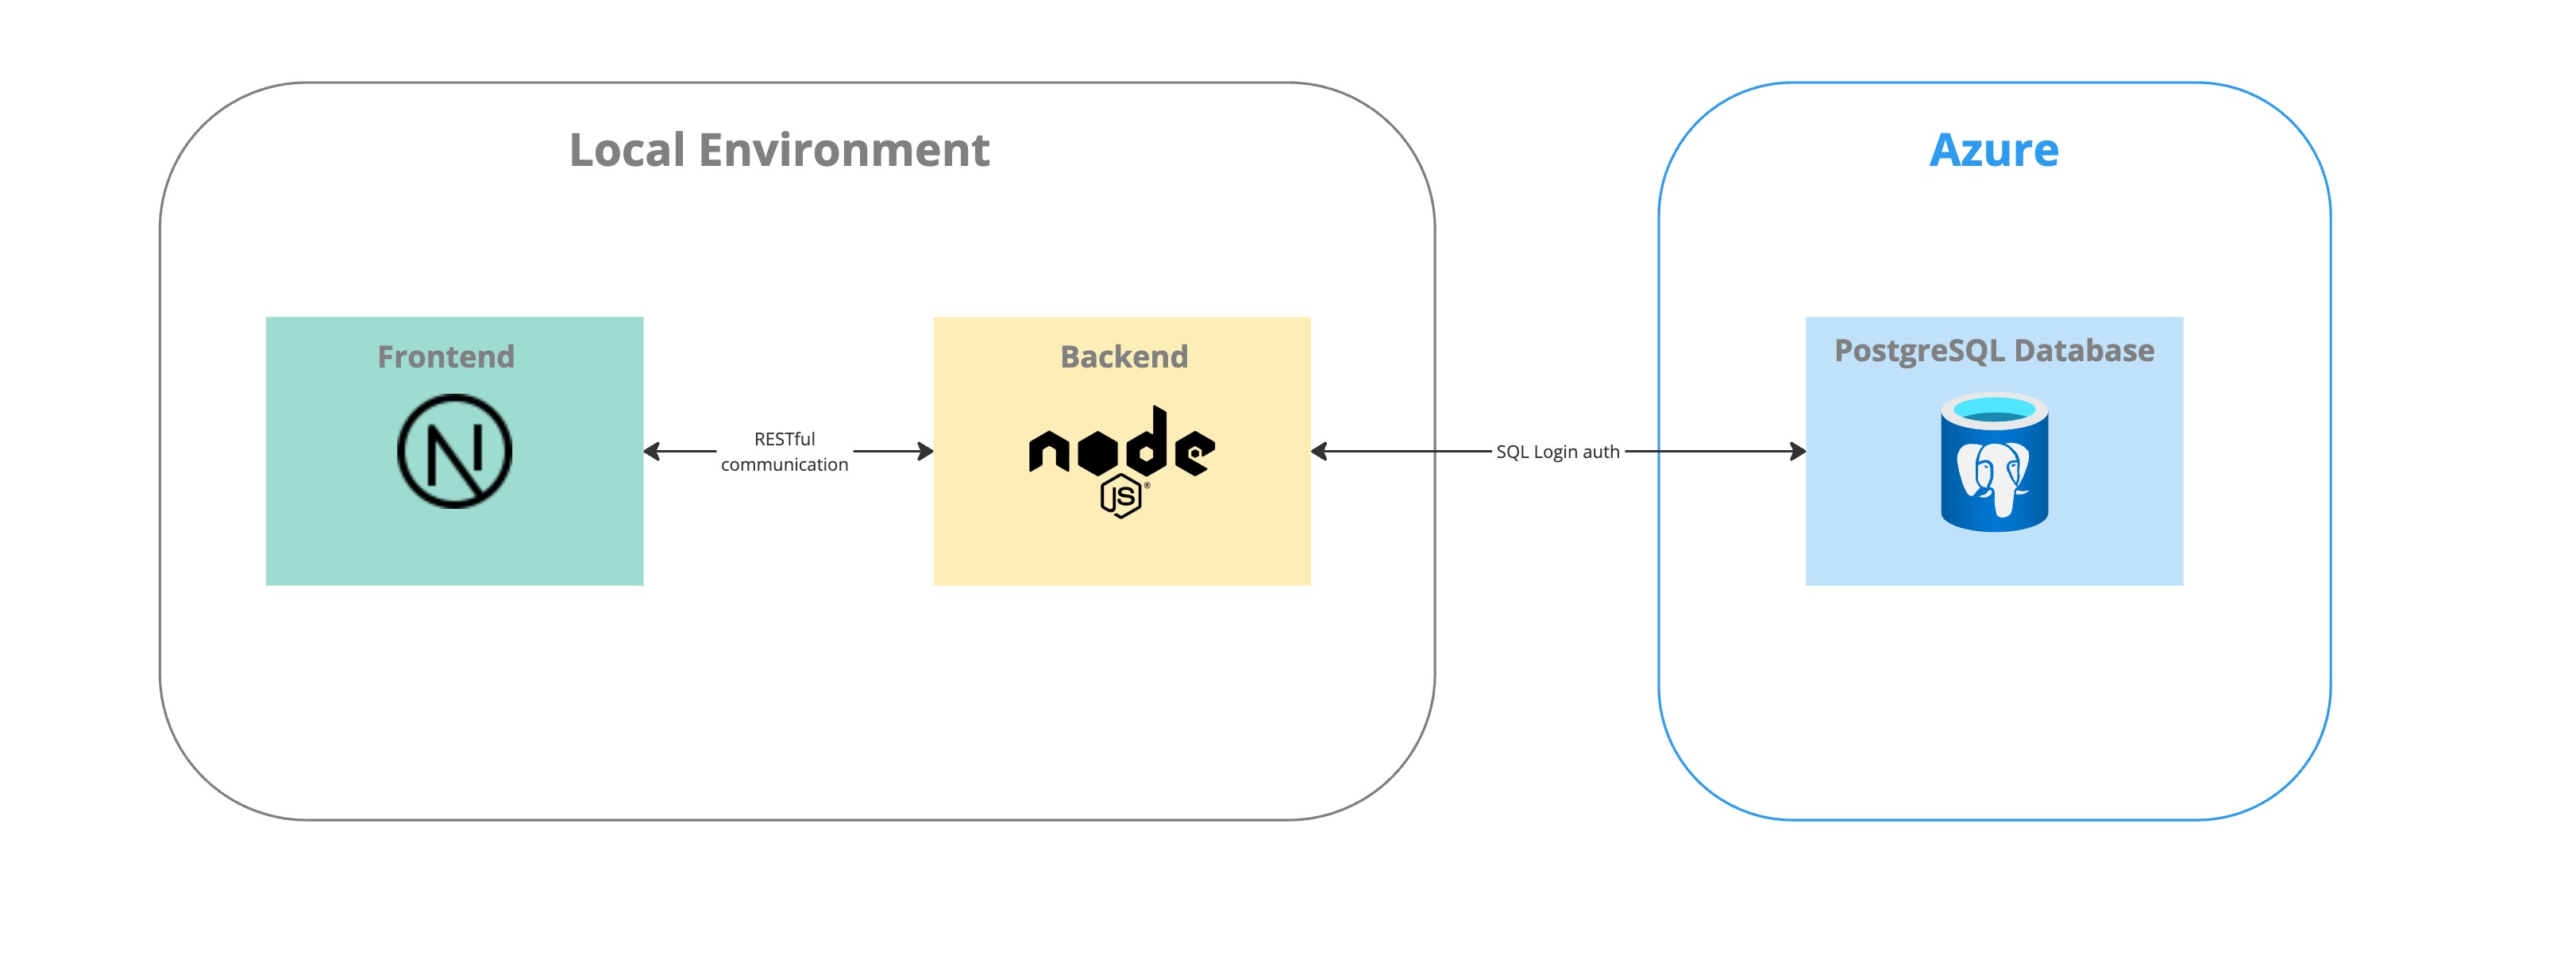 Local Environment
Azure
Frontend
Backend
PostgreSQL Database
RESTful
communication
SQL Login auth
N
node
JS®